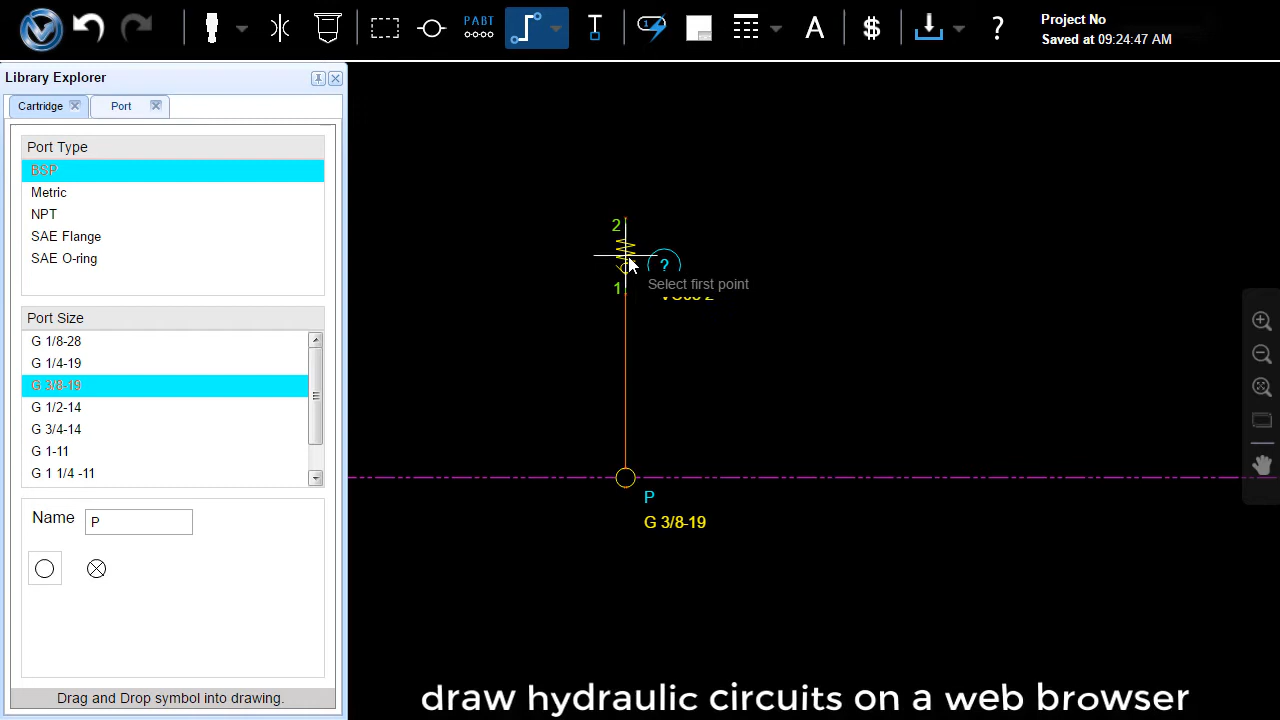 PABT
T
A
$
?
Project No
Saved at 09:24:47 AM
Library Explorer
Cartridge
Port
Port Type
BSP
Metric
NPT
SAE Flange
SAE O-ring
Port Size
G 1/8-28
G 1/4-19
G 3/8-19
G 1/2-14
G 3/4-14
G 1-11
G 1 1/4 -11
Name
P
Drag and Drop symbol into drawing.
2
?
Select first point
1
P
G 3/8-19
draw hydraulic circuits on a web browser